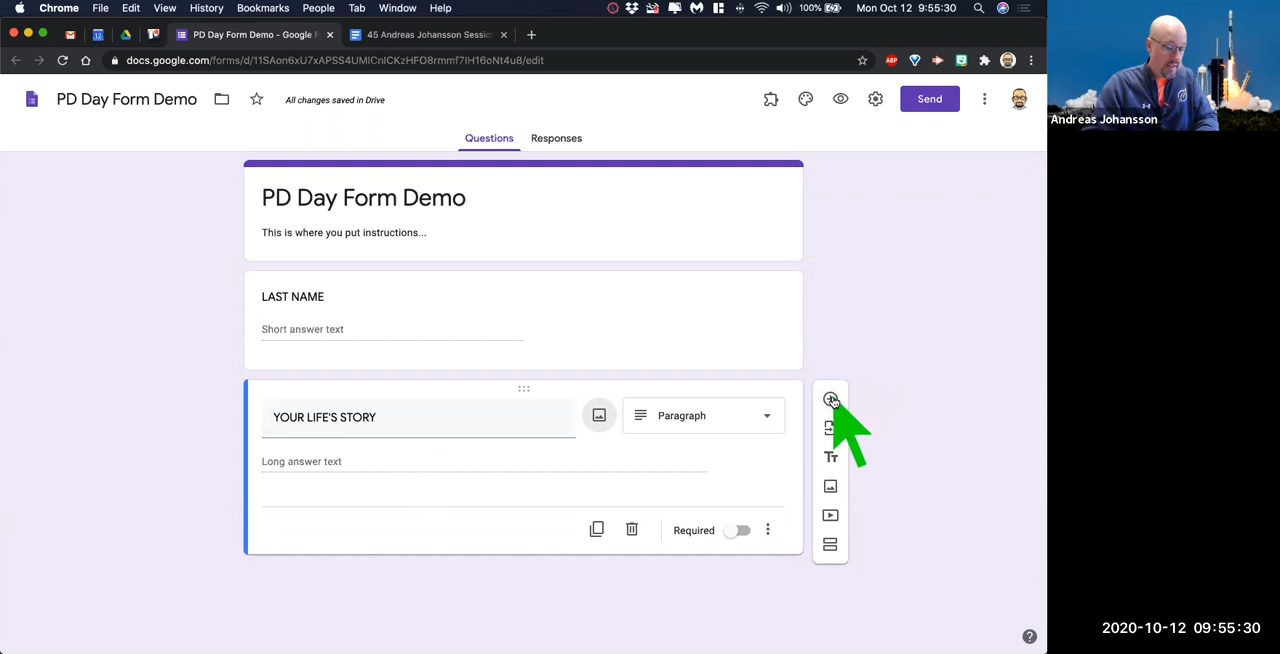 Chrome File Edit View History Bookmarks People Tab Window Help 100% Mon Oct 12 9:55:30
PD Day Form Demo - Google F
45 Andreas Johansson Sessio
docs.google.com/forms/d/11SAon6xU7xAPSS4UMlCnlCKzHFO8rmmf7lH16oNt4u8/edit
ABP
PD Day Form Demo
All changes saved in Drive
Send
Questions Responses
PD Day Form Demo
This is where you put instructions...
LAST NAME
Short answer text
YOUR LIFE'S STORY
Paragraph
Long answer text
Required
Andreas Johansson
2020-10-12 09:55:30